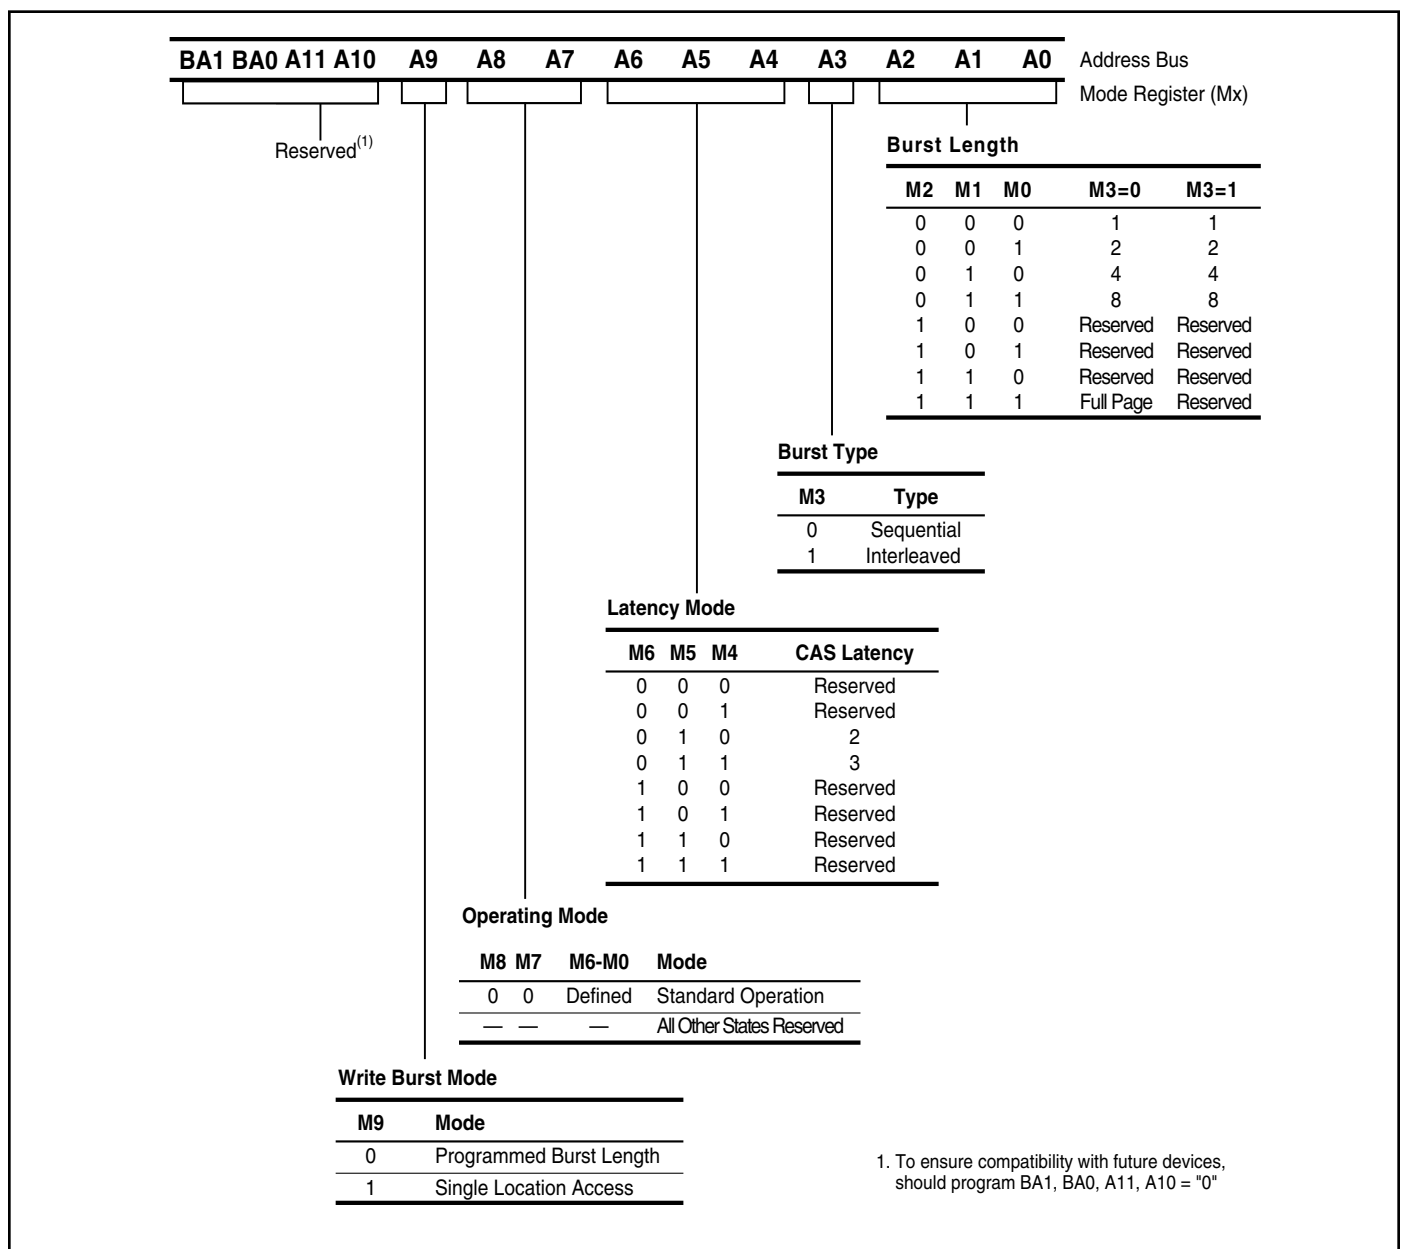 BA1 BA0 A11 A10 A9 A8 A7 A6 A5 A4 A3 A2 A1 A0 Address Bus
Mode Register (Mx)
Reserved(1)
Burst Length
M2 M1 M0 M3=0 M3=1
0 0 0 1 1
0 0 1 2 2
0 1 0 4 4
0 1 1 8 8
1 0 0 Reserved Reserved
1 0 1 Reserved Reserved
1 1 0 Reserved Reserved
1 1 1 Full Page Reserved
Burst Type
M3 Type
0 Sequential
1 Interleaved
Latency Mode
M6 M5 M4 CAS Latency
0 0 0 Reserved
0 0 1 Reserved
0 1 0 2
0 1 1 3
1 0 0 Reserved
1 0 1 Reserved
1 1 0 Reserved
1 1 1 Reserved
Operating Mode
M8 M7 M6-M0 Mode
0 0 Defined Standard Operation
— — — All Other States Reserved
Write Burst Mode
M9 Mode
0 Programmed Burst Length
1 Single Location Access
1. To ensure compatibility with future devices,
should program BA1, BA0, A11, A10 = "0"